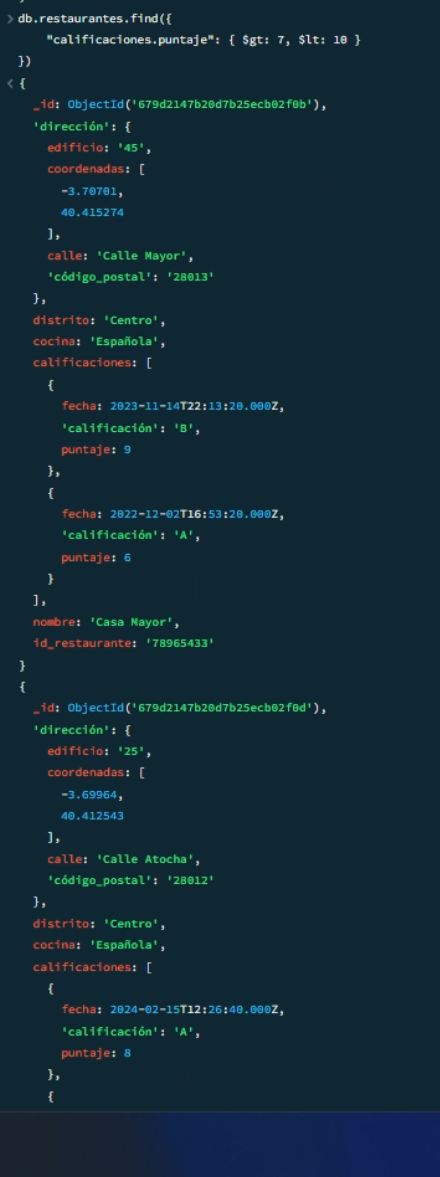 > db.restaurantes.find({
"calificaciones.puntaje": { $gt: 7, $lt: 10 }
})
< {
_id: ObjectId('679d2147b20d7b25ecb02f0b'),
'dirección': {
edificio: '45',
coordenadas: [
-3.70701,
40.415274
],
calle: 'Calle Mayor',
'código_postal': '28013'
},
distrito: 'Centro',
cocina: 'Española',
calificaciones: [
{
fecha: 2023-11-14T22:13:20.000Z,
'calificación': 'B',
puntaje: 9
},
{
fecha: 2022-12-02T16:53:20.000Z,
'calificación': 'A',
puntaje: 6
}
],
nombre: 'Casa Mayor',
id_restaurante: '78965433'
}
{
_id: ObjectId('679d2147b20d7b25ecb02f0d'),
'dirección': {
edificio: '25',
coordenadas: [
-3.69964,
40.412543
],
calle: 'Calle Atocha',
'código_postal': '28012'
},
distrito: 'Centro',
cocina: 'Española',
calificaciones: [
{
fecha: 2024-02-15T12:26:40.000Z,
'calificación': 'A',
puntaje: 8
},
{